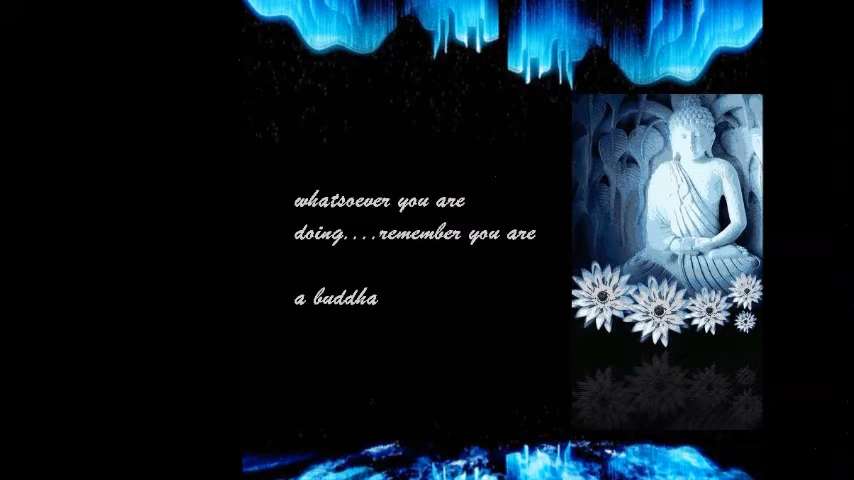 whatsoever you are
doing....remember you are
a buddha